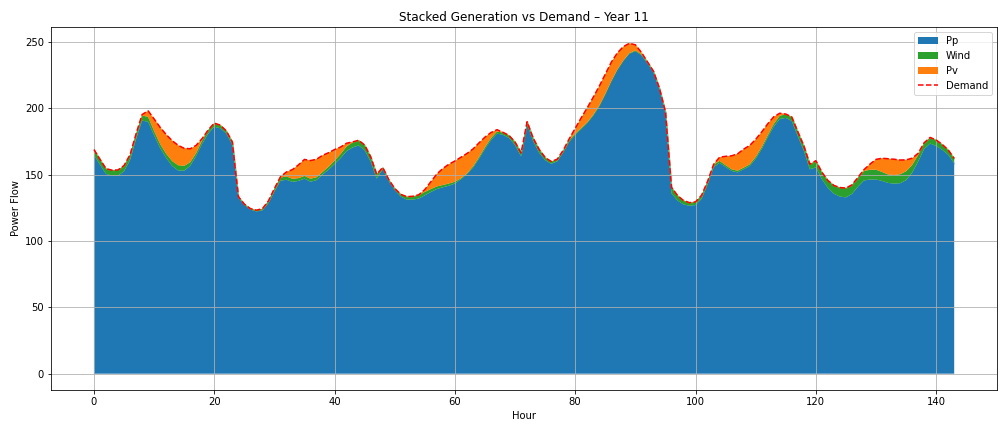 Stacked Generation vs Demand – Year 11
Power Flow
250
200
150
100
50
0
Pp
Wind
Pv
Demand
0 20 40 60 80 100 120 140
Hour